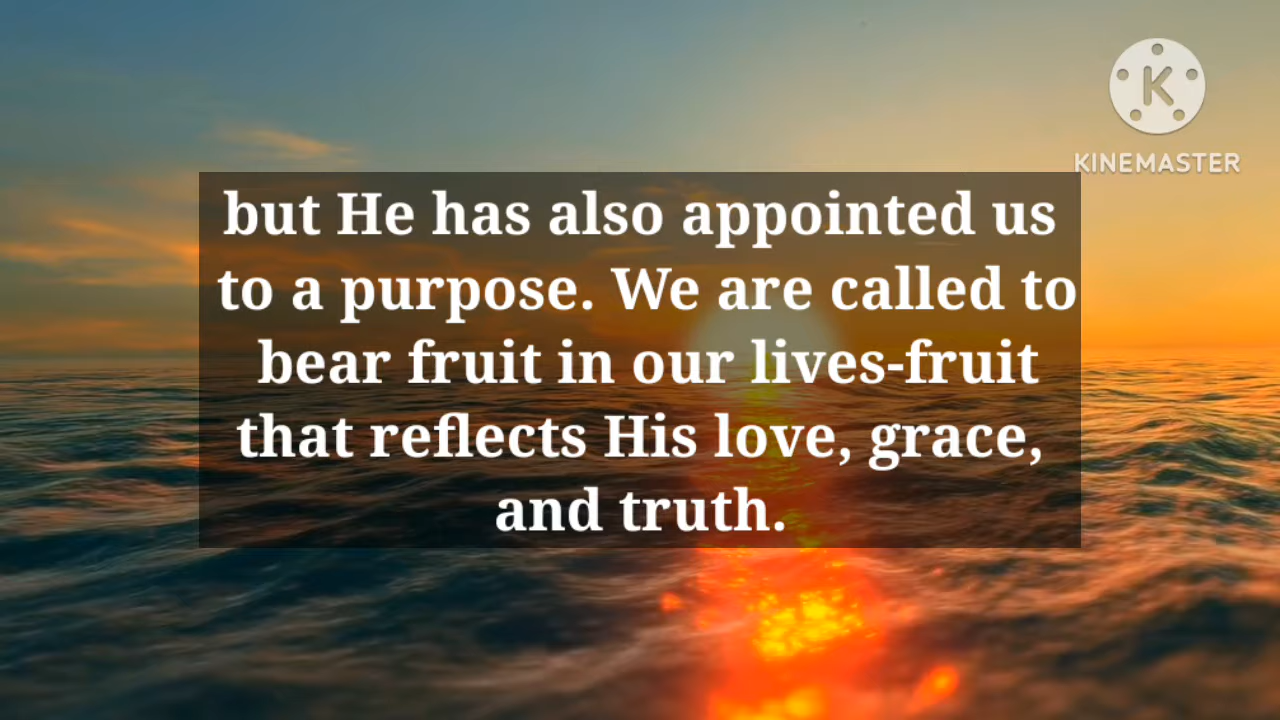 K
KINEMASTER
but He has also appointed us
to a purpose. We are called to
bear fruit in our lives-fruit
that reflects His love, grace,
and truth.